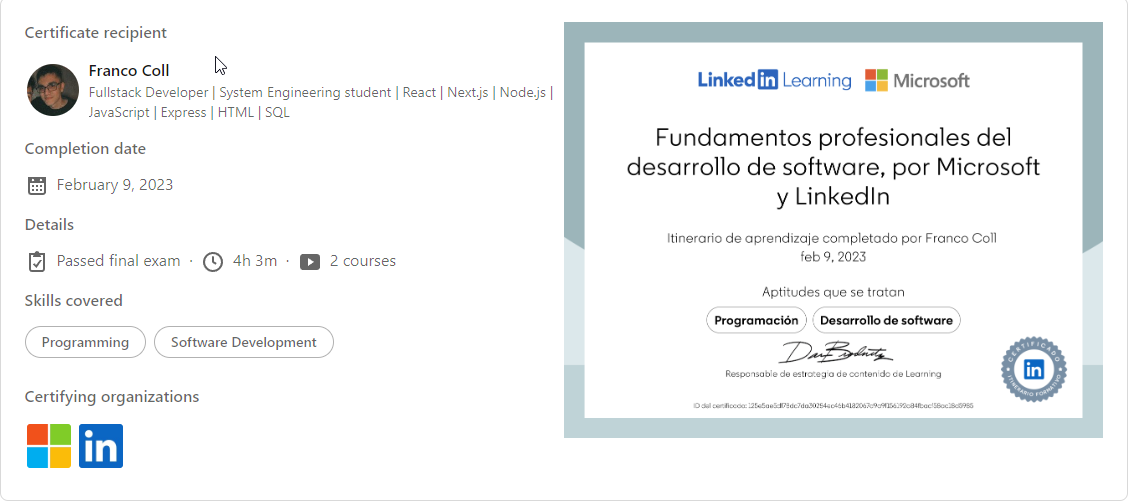 Certificate recipient
Franco Coll
Fullstack Developer | System Engineering student | React | Next.js | Node.js |
JavaScript | Express | HTML | SQL
Completion date
February 9, 2023
Details
Passed final exam · 4h 3m · 2 courses
Skills covered
Programming
Software Development
Certifying organizations
in
LinkedIn Learning
Microsoft
Fundamentos profesionales del
desarrollo de software, por Microsoft
y LinkedIn
Itinerario de aprendizaje completado por Franco Coll
feb 9, 2023
Aptitudes que se tratan
Programación
Desarrollo de software
Responsable de estrategia de contenido de Learning
CERTIFICADO
in
ITINERARIO FORMATIVO
ID del certificado: